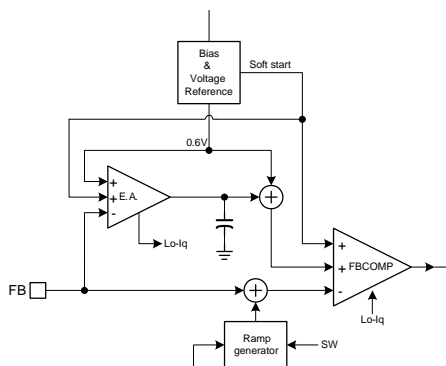 Bias
&
Voltage
Reference
Soft start
0.6V
+
+
-
E.A.
+
Lo-Iq
+
+
-
FBCOMP
FB
+
Lo-Iq
Ramp
generator
SW